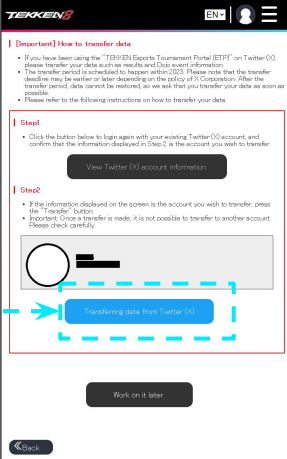 TEKKEN8
EN
[Important] How to transfer data
• If you have been using the "TEKKEN Esports Tournament Portal (ETP)" on Twitter (X),
please transfer your data such as results and Dojo event information.
• The transfer period is scheduled to happen within 2023. Please note that the transfer
deadline may be earlier or later depending on the policy of X Corporation. After the
transfer period, data cannot be restored, so we ask that you transfer your data as soon as
possible.
• Please refer to the following instructions on how to transfer your data.
Step1
• Click the button below to login again with your existing Twitter (X) account, and
confirm that the information displayed in Step 2 is the account you wish to transfer.
View Twitter (X) account information
Step2
• If the information displayed on the screen is the account you wish to transfer, press
the "Transfer" button.
• Important: Once a transfer is made, it is not possible to transfer to another account.
Please check carefully.
Transferring data from Twitter (X)
Work on it later
Back